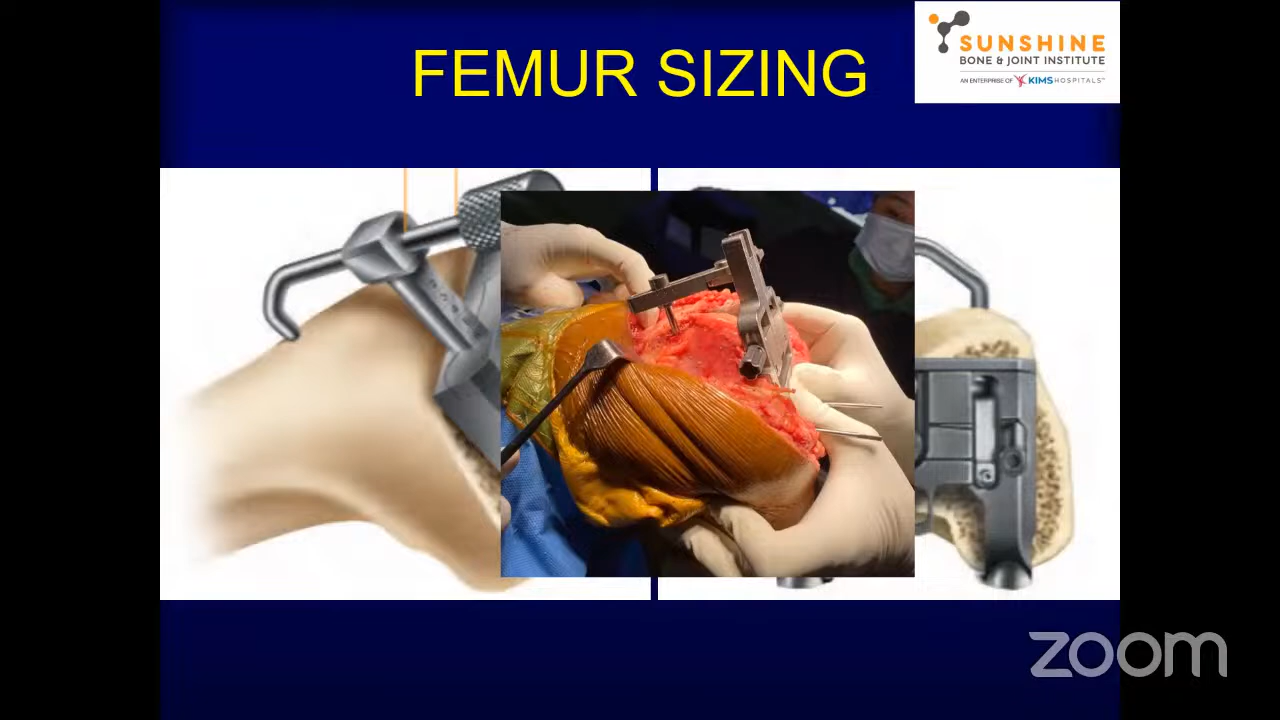 FEMUR SIZING
SUNSHINE
BONE & JOINT INSTITUTE
AN ENTERPRISE OF KIMS HOSPITALS
zoom